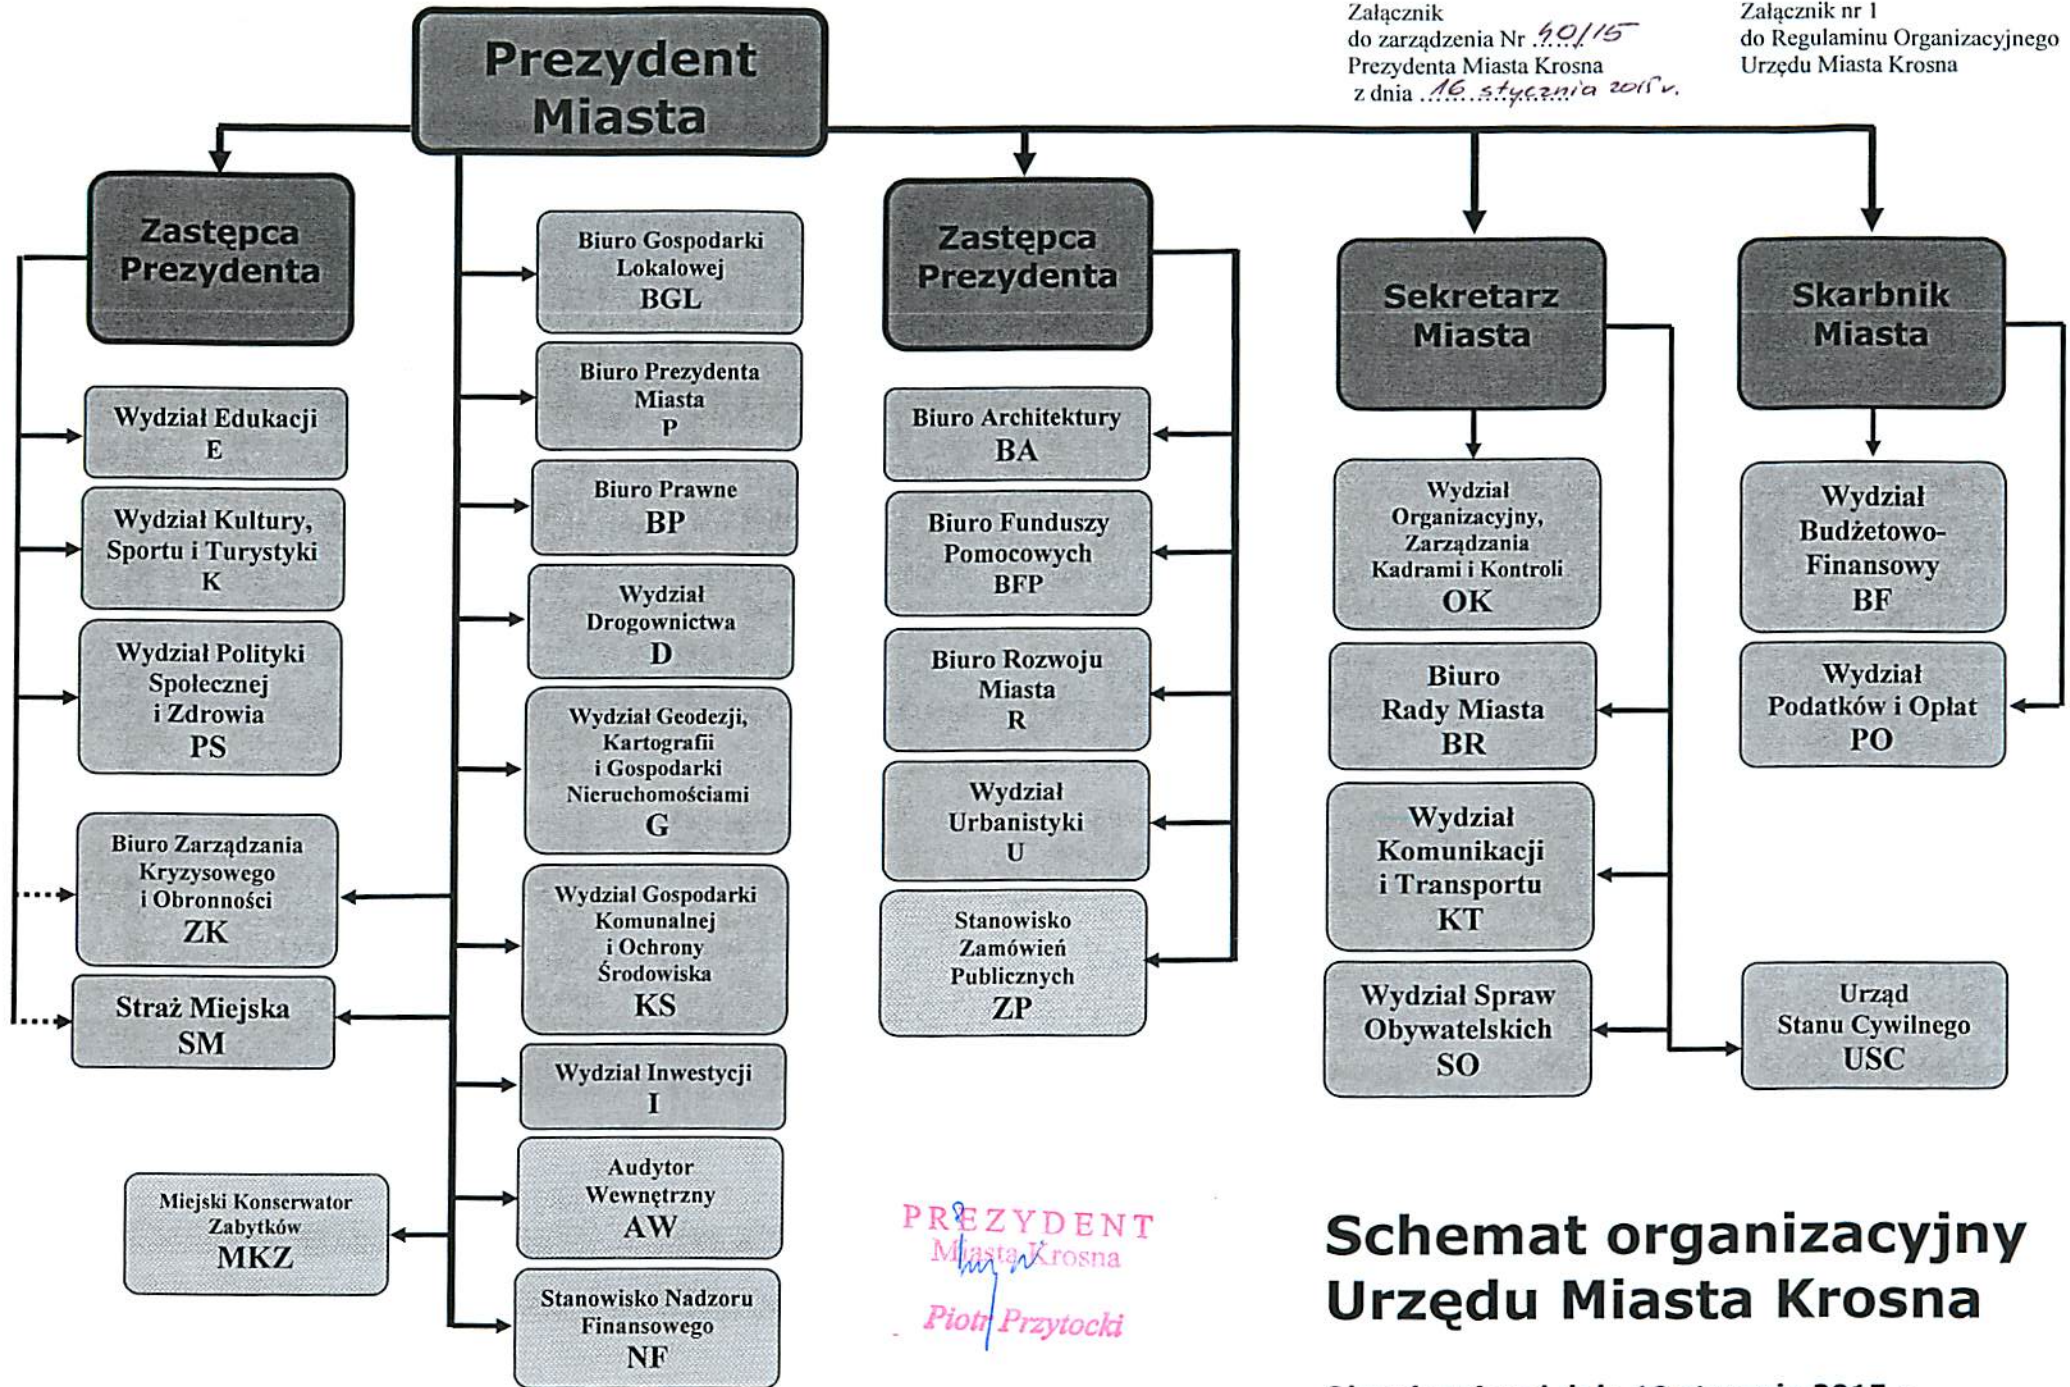 Załącznik
do zarządzenia Nr 40/15
Prezydenta Miasta Krosna
z dnia 16 stycznia 2015 r.
Załącznik nr 1
do Regulaminu Organizacyjnego
Urzędu Miasta Krosna
Prezydent
Miasta
Zastępca
Prezydenta
Wydział Edukacji
E
Wydział Kultury,
Sportu i Turystyki
K
Wydział Polityki
Społecznej
i Zdrowia
PS
Biuro Zarządzania
Kryzysowego
i Obronności
ZK
Straż Miejska
SM
Miejski Konserwator
Zabytków
MKZ
Biuro Gospodarki
Lokalowej
BGL
Biuro Prezydenta
Miasta
P
Biuro Prawne
BP
Wydział
Drogownictwa
D
Wydział Geodezji,
Kartografii
i Gospodarki
Nieruchomościami
G
Wydział Gospodarki
Komunalnej
i Ochrony
Środowiska
KS
Wydział Inwestycji
I
Audytor
Wewnętrzny
AW
Stanowisko Nadzoru
Finansowego
NF
Zastępca
Prezydenta
Biuro Architektury
BA
Biuro Funduszy
Pomocowych
BFP
Biuro Rozwoju
Miasta
R
Wydział
Urbanistyki
U
Stanowisko
Zamówień
Publicznych
ZP
Sekretarz
Miasta
Wydział
Organizacyjny,
Zarządzania
Kadrami i Kontroli
OK
Biuro
Rady Miasta
BR
Wydział
Komunikacji
i Transportu
KT
Wydział Spraw
Obywatelskich
SO
Skarbnik
Miasta
Wydział
Budżetowo-
Finansowy
BF
Wydział
Podatków i Opłat
PO
Urząd
Stanu Cywilnego
USC
PREZYDENT
Miasta Krosna
Piotr Przytocki
Schemat organizacyjny
Urzędu Miasta Krosna